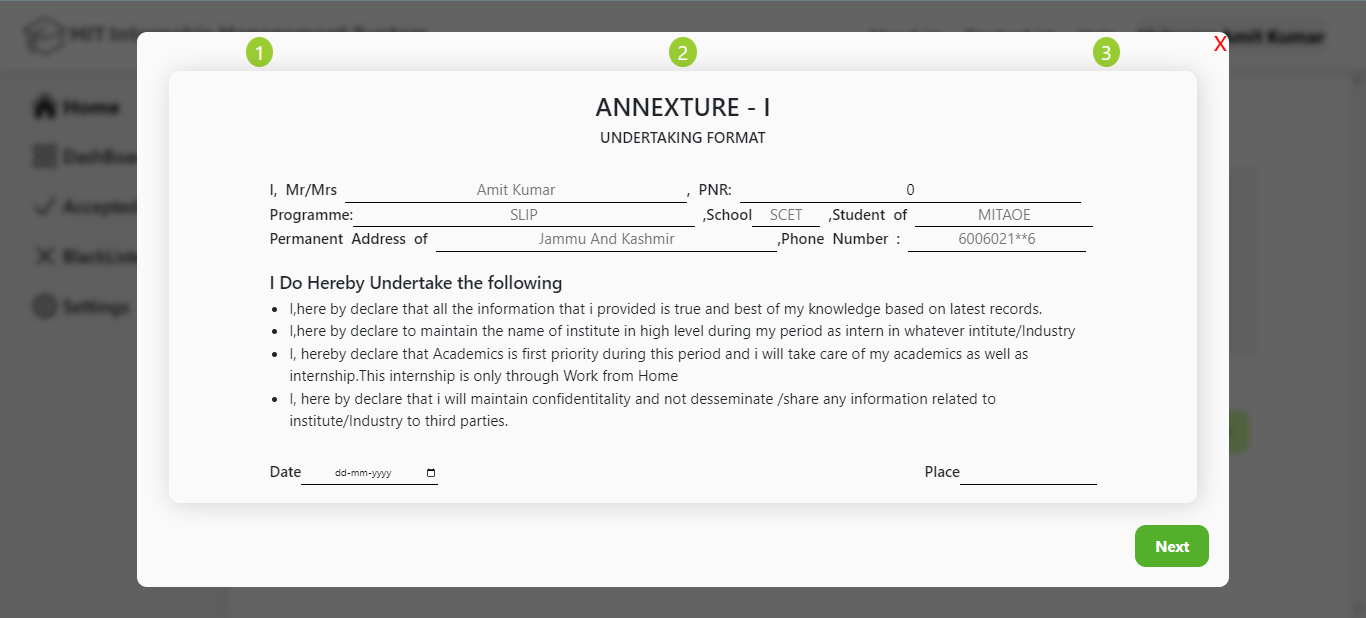 MIT Internship Management System
Amit Kumar
1
2
3
X
Home
DashBoa
Accepted
BlackListe
Settings
ANNEXTURE - I
UNDERTAKING FORMAT
I, Mr/Mrs Amit Kumar , PNR: 0
Programme: SLIP ,School SCET ,Student of MITAOE
Permanent Address of Jammu And Kashmir ,Phone Number : 6006021**6
I Do Hereby Undertake the following
• I,here by declare that all the information that i provided is true and best of my knowledge based on latest records.
• I,here by declare to maintain the name of institute in high level during my period as intern in whatever intitute/Industry
• I, hereby declare that Academics is first priority during this period and i will take care of my academics as well as
internship.This internship is only through Work from Home
• I, here by declare that i will maintain confidentitality and not desseminate /share any information related to
institute/Industry to third parties.
Date dd-mm-yyyy Place
Next